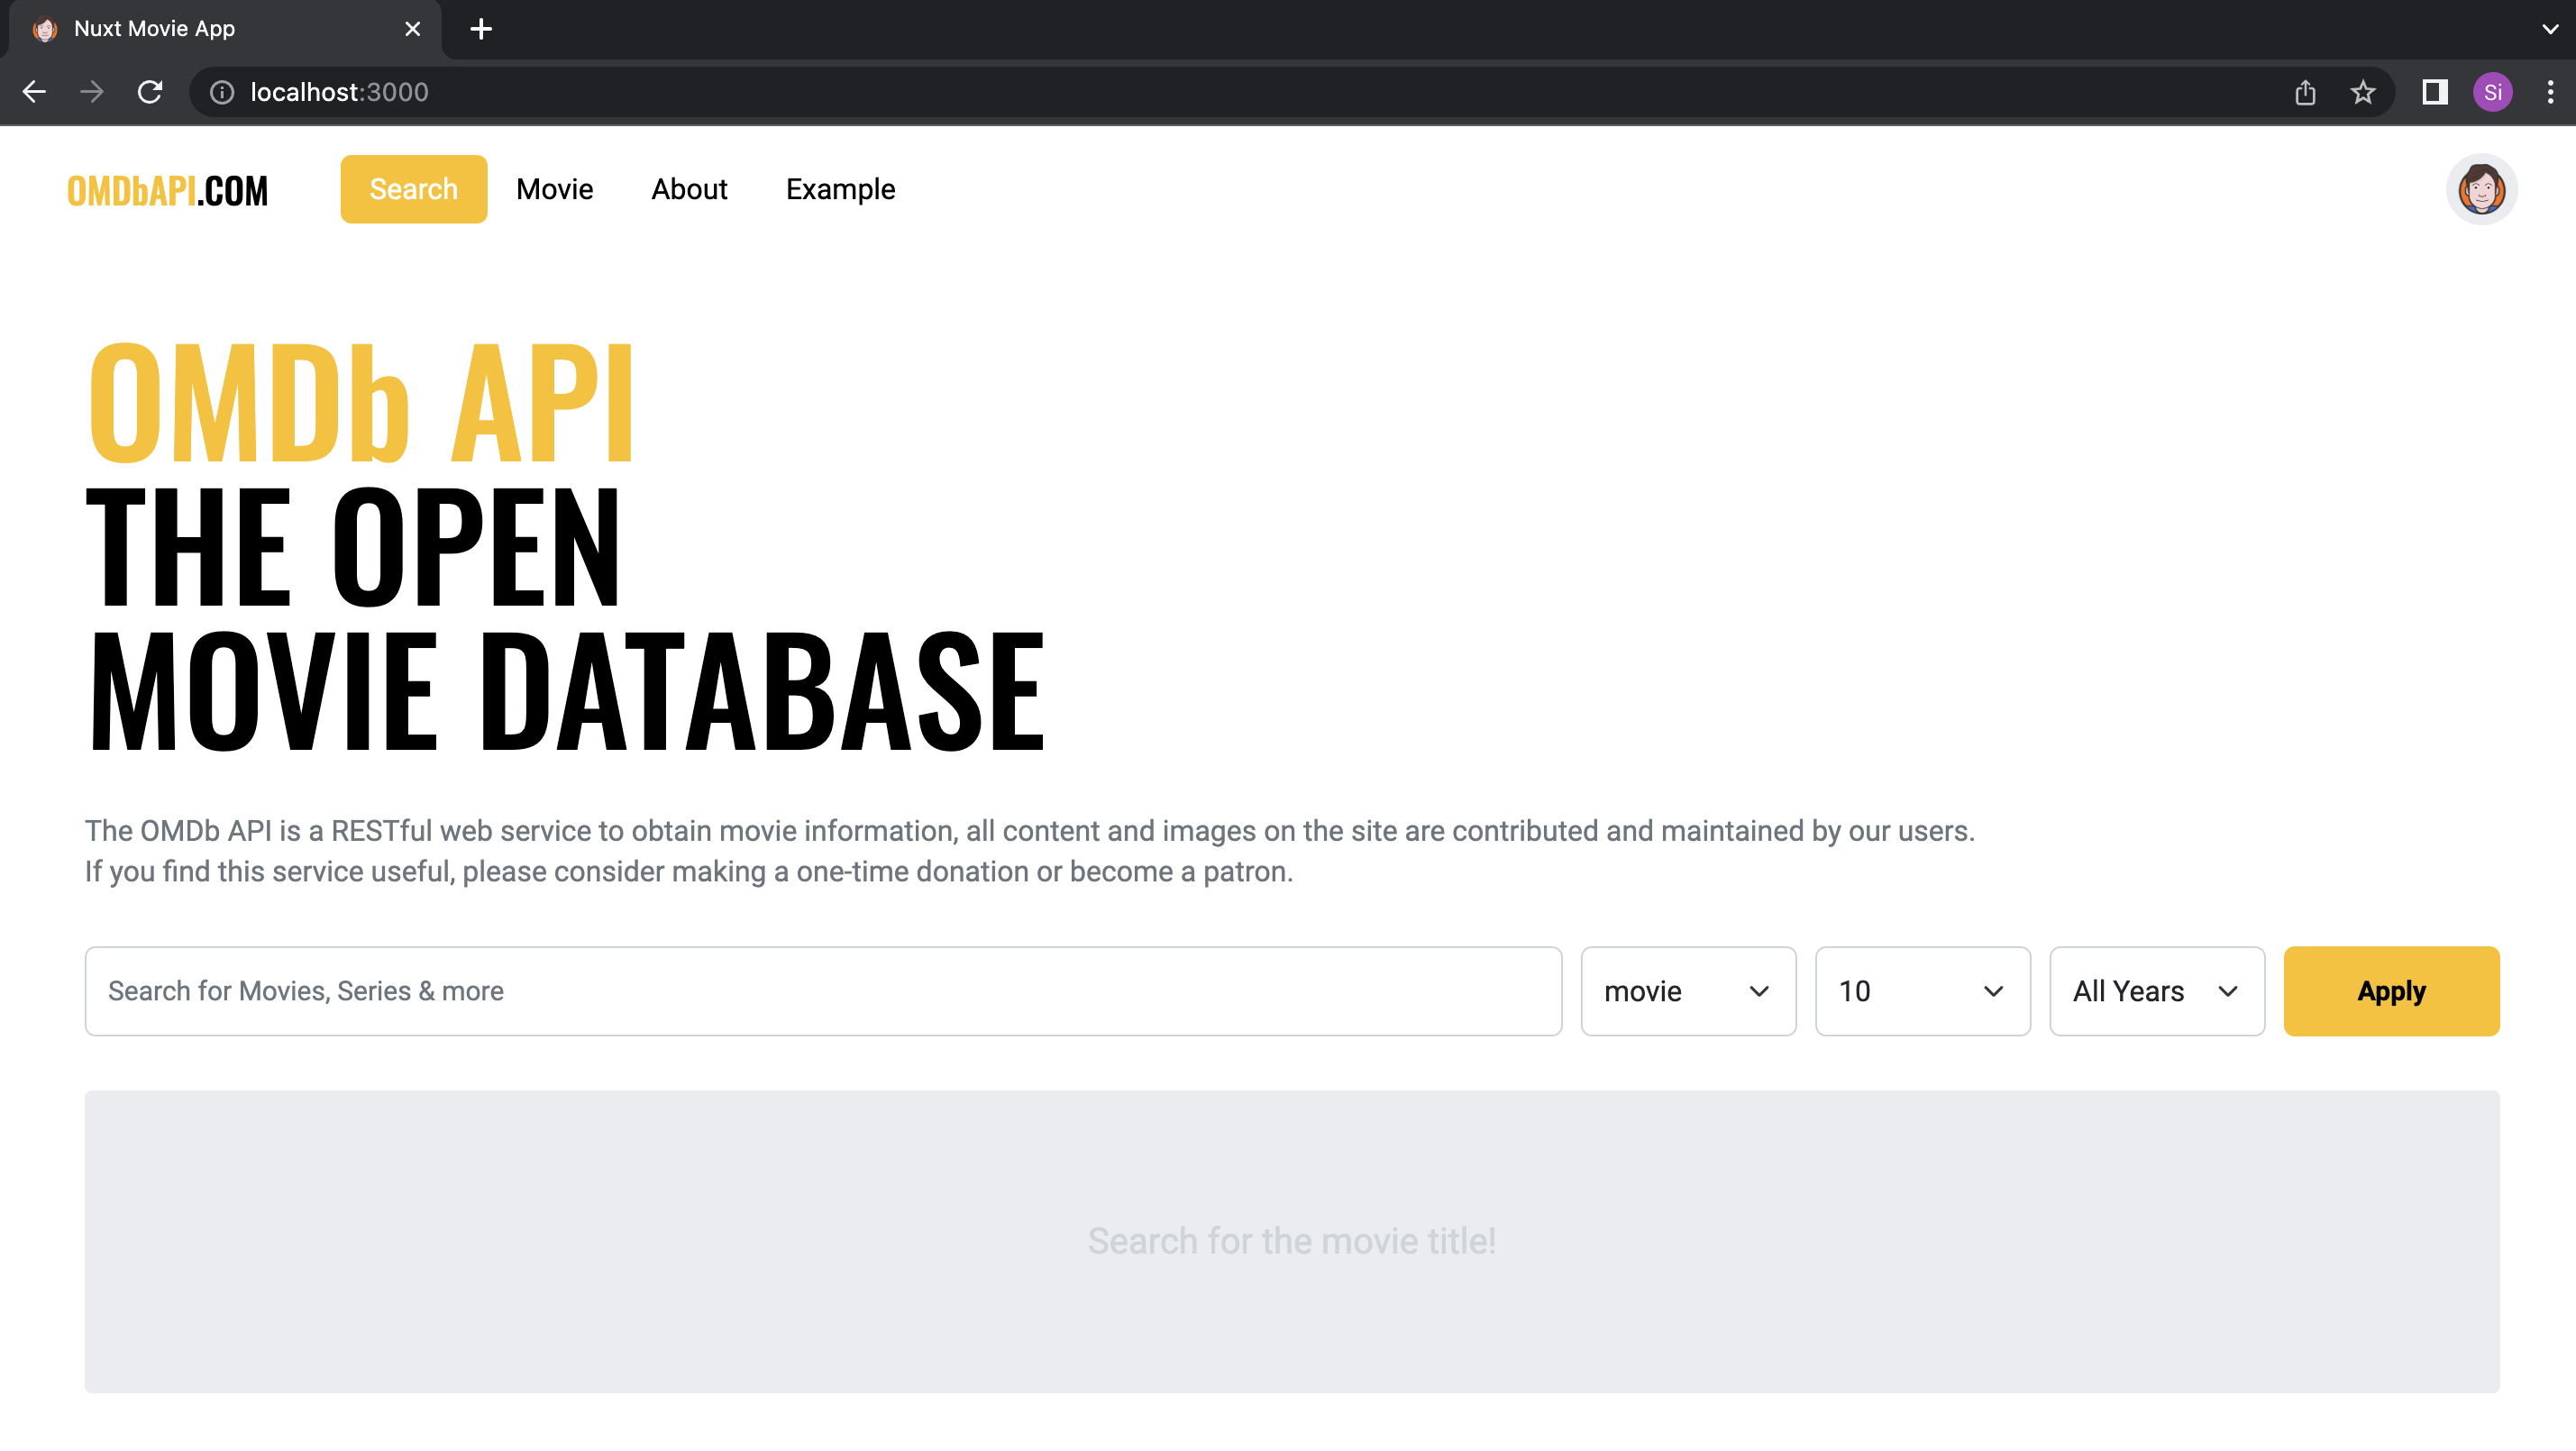 Nuxt Movie App
localhost:3000
Si
OMDbAPI.COM
Search
Movie
About
Example
OMDb API
THE OPEN
MOVIE DATABASE
The OMDb API is a RESTful web service to obtain movie information, all content and images on the site are contributed and maintained by our users.
If you find this service useful, please consider making a one-time donation or become a patron.
Search for Movies, Series & more
movie
10
All Years
Apply
Search for the movie title!